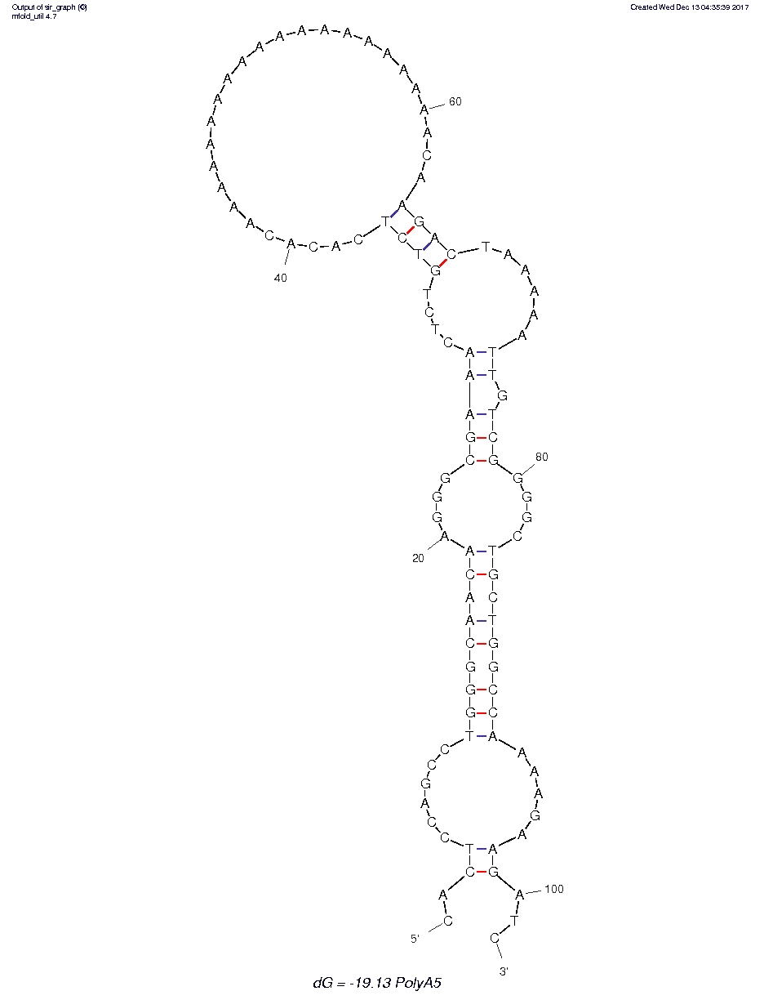 Output of sir_graph (©)
mfold_util 4.7
Created Wed Dec 13 04:35:39 2017
5'
C A C T C C A G C C T G G G C A A C A A
20
G G G C G A A A C T C T G T C T C A C A
40
C A A A A A A A A A A A A A A A A A A A
60
A C A A G A C T A A A A A T T G T C G G
80
G G C T G C T G G C C A A A A G A A G A
100
T C
3'
dG = -19.13 PolyA5